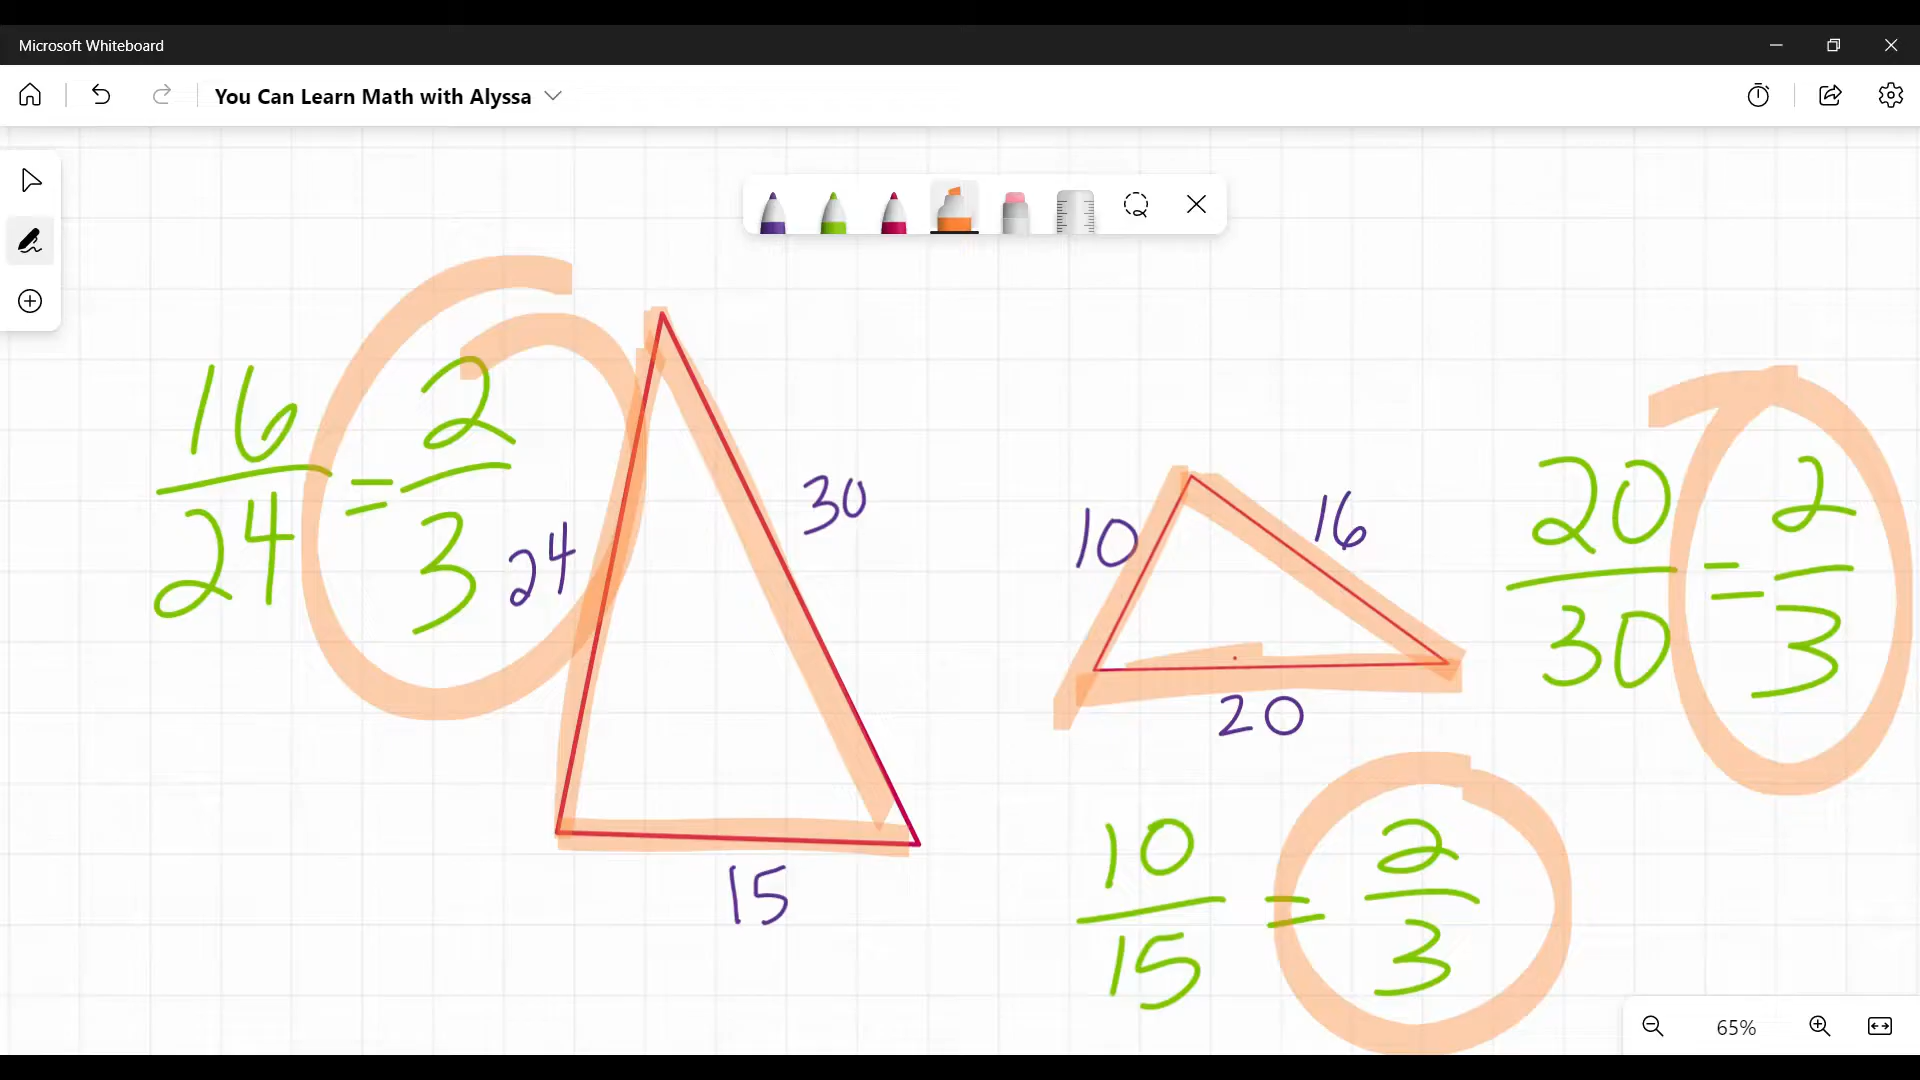 Microsoft Whiteboard
You Can Learn Math with Alyssa
16/24 = 2/3
24
30
15
10
16
20
20/30 = 2/3
10/15 = 2/3
65%